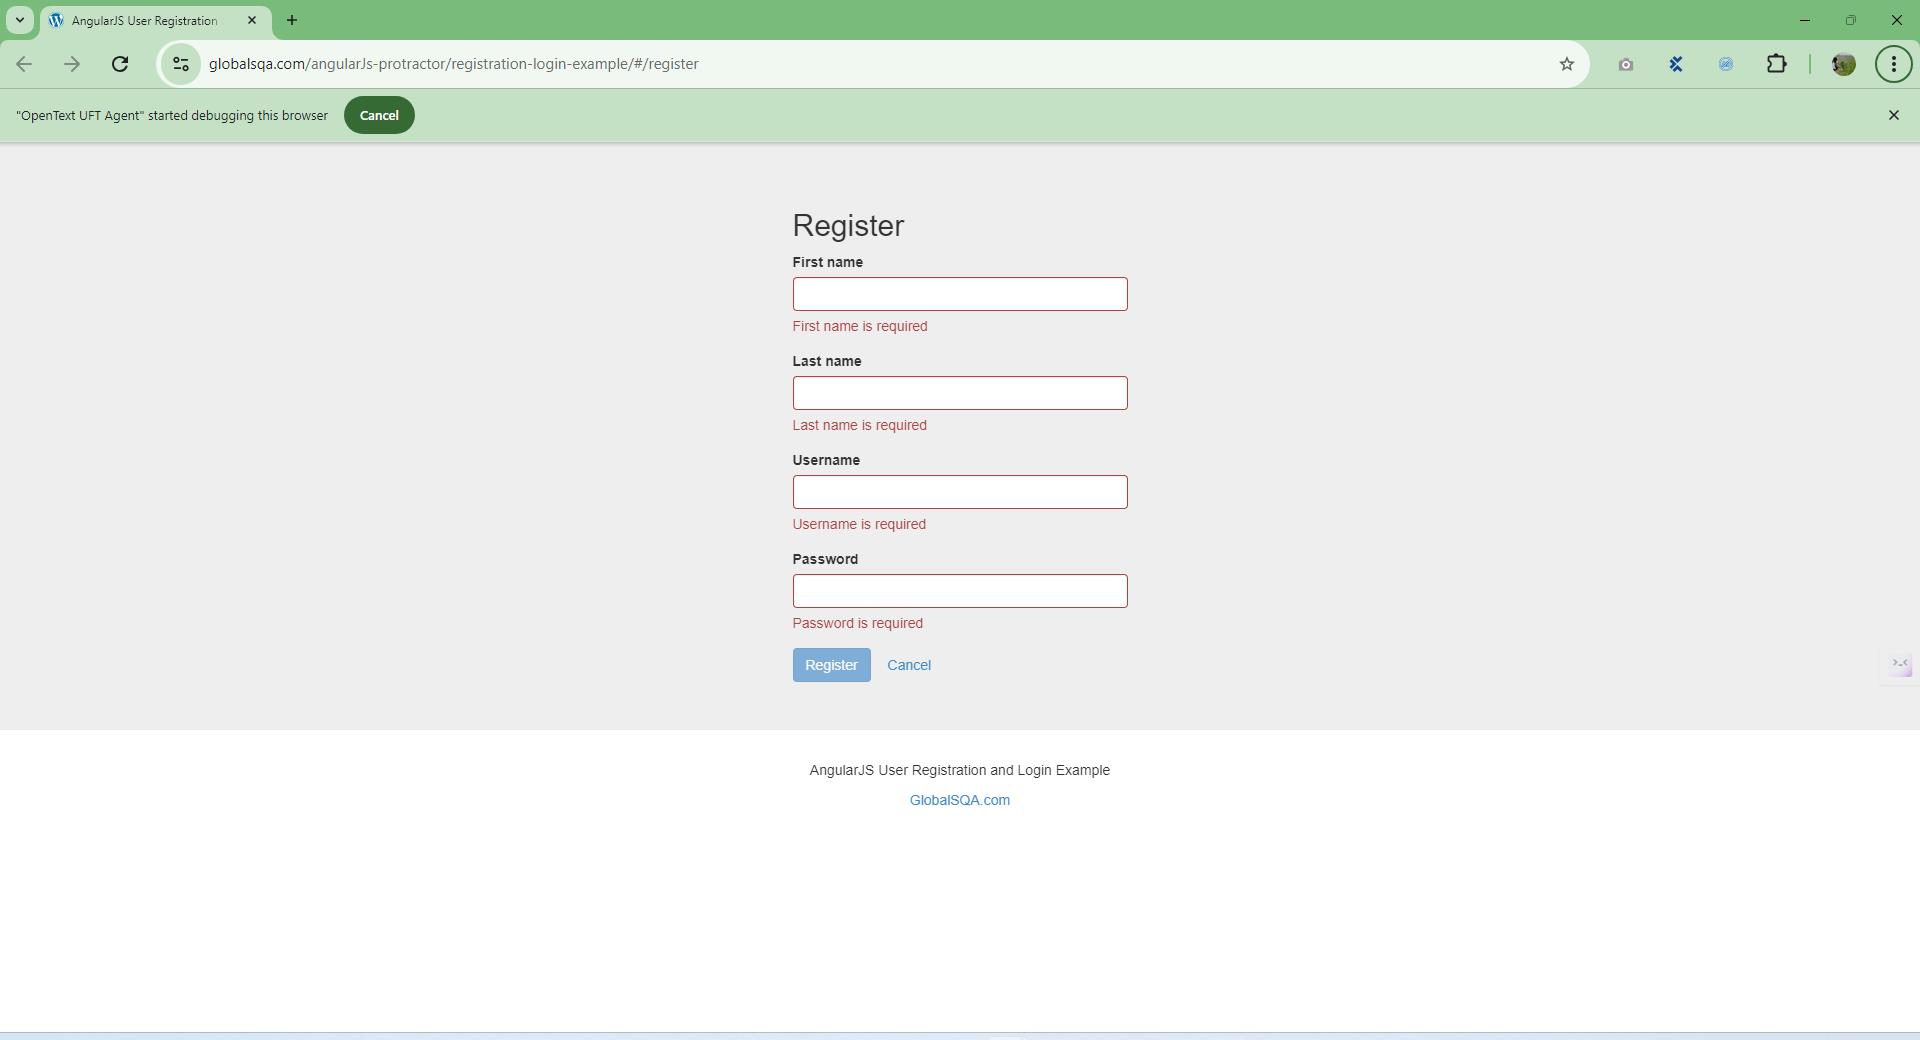 AngularJS User Registration
globalsqa.com/angularJs-protractor/registration-login-example/#/register
"OpenText UFT Agent" started debugging this browser
Cancel
Register
First name
First name is required
Last name
Last name is required
Username
Username is required
Password
Password is required
Register
Cancel
AngularJS User Registration and Login Example
GlobalSQA.com